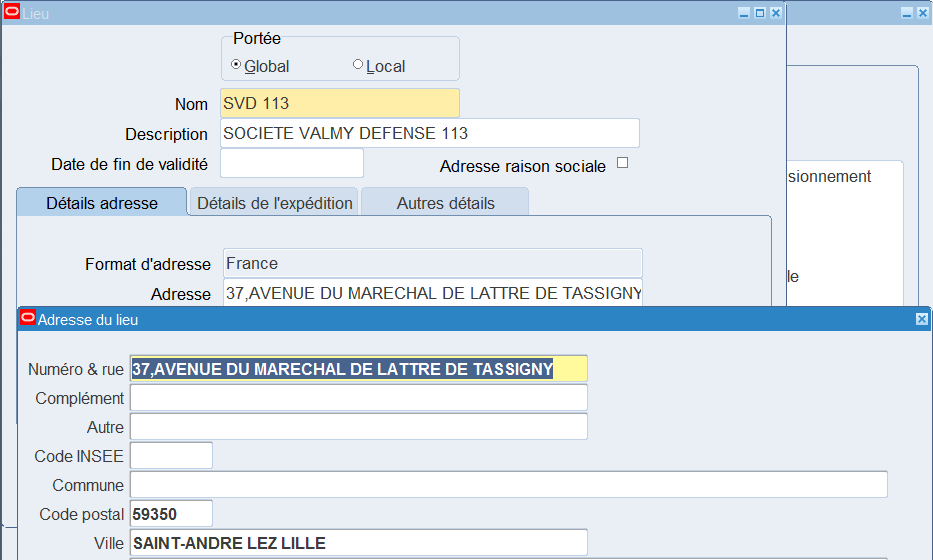 Lieu
Portée
Global Local
Nom SVD 113
Description SOCIETE VALMY DEFENSE 113
Date de fin de validité Adresse raison sociale
sionnement
Détails adresse Détails de l'expédition Autres détails
Format d'adresse France
le
Adresse 37,AVENUE DU MARECHAL DE LATTRE DE TASSIGNY
Adresse du lieu
Numéro & rue 37,AVENUE DU MARECHAL DE LATTRE DE TASSIGNY
Complément
Autre
Code INSEE
Commune
Code postal 59350
Ville SAINT-ANDRE LEZ LILLE